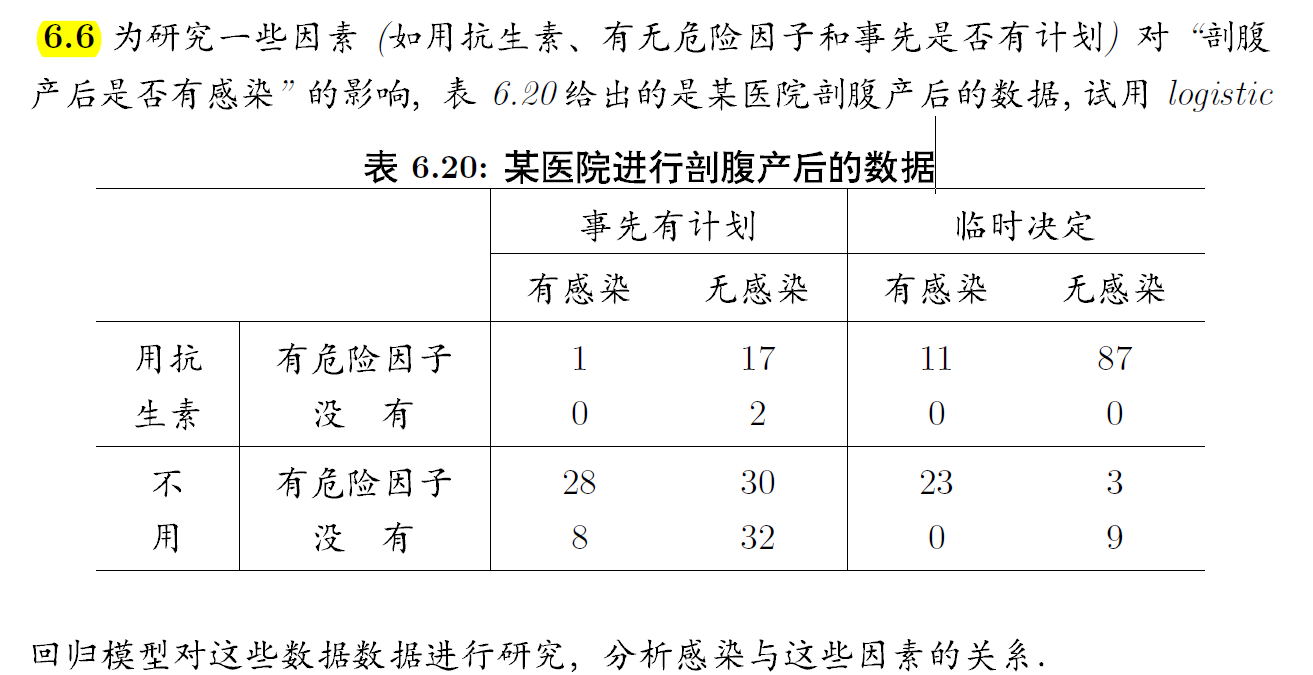 6.6 为研究一些因素 (如用抗生素、有无危险因子和事先是否有计划) 对 “剖腹
产后是否有感染” 的影响, 表 6.20 给出的是某医院剖腹产后的数据, 试用 logistic
表 6.20: 某医院进行剖腹产后的数据
事先有计划 临时决定
有感染 无感染 有感染 无感染
用抗 有危险因子 1 17 11 87
生素 没 有 0 2 0 0
不 有危险因子 28 30 23 3
用 没 有 8 32 0 9
回归模型对这些数据数据进行研究, 分析感染与这些因素的关系.